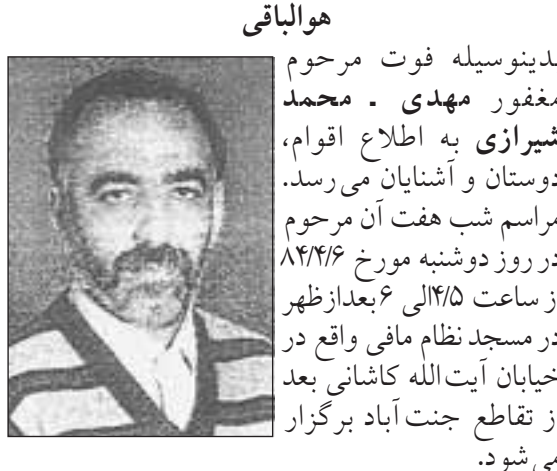 هوالباقی
بدینوسیله فوت مرحوم
مغفور مهدی ـ محمد
شیرازی به اطلاع اقوام،
دوستان و آشنایان می‌رسد.
مراسم شب هفت آن مرحوم
در روز دوشنبه مورخ ۸۴/۴/۶
از ساعت ۴/۵الی ۶بعدازظهر
در مسجد نظام مافی واقع در
خیابان آیت‌الله کاشانی بعد
از تقاطع جنت‌آباد برگزار
می‌شود.